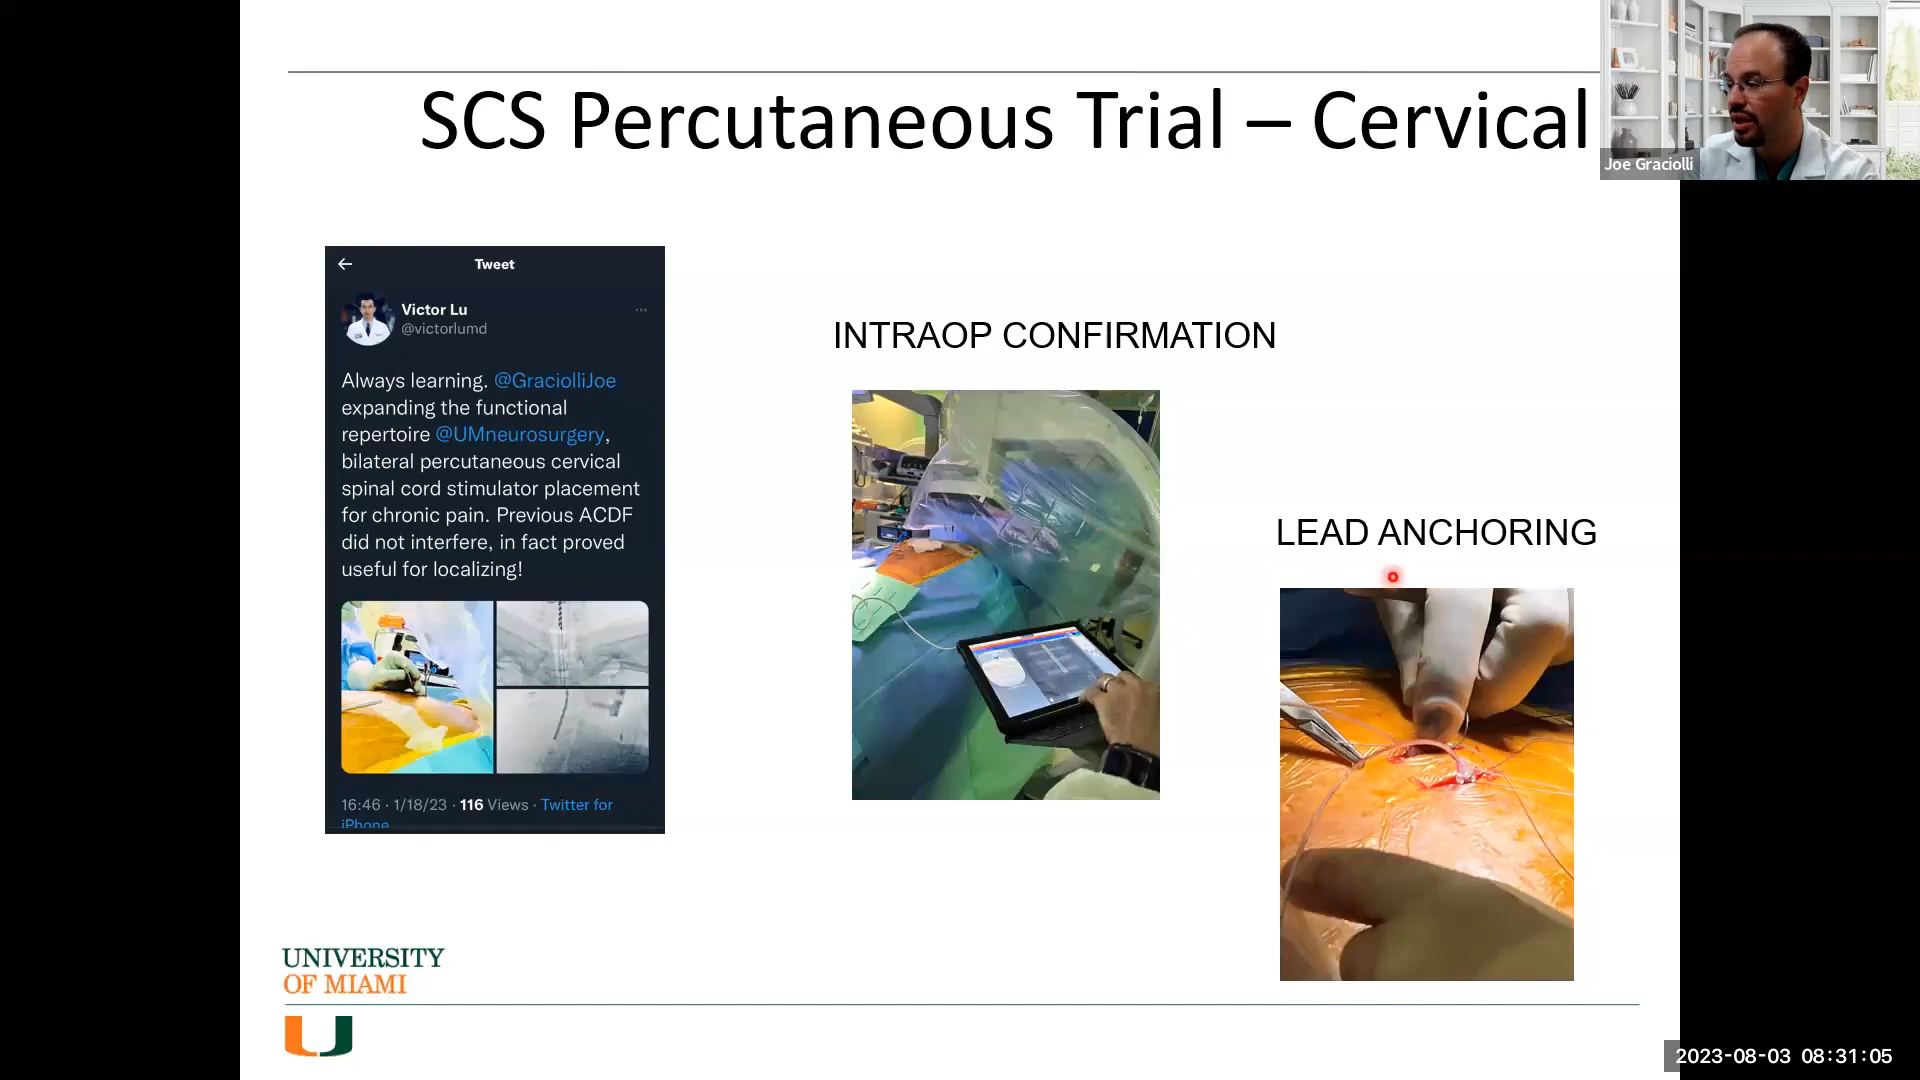 SCS Percutaneous Trial – Cervical
Joe Graciolli
Tweet
Victor Lu
@victorlumd
Always learning. @GraciolliJoe
expanding the functional
repertoire @UMneurosurgery,
bilateral percutaneous cervical
spinal cord stimulator placement
for chronic pain. Previous ACDF
did not interfere, in fact proved
useful for localizing!
16:46 · 1/18/23 · 116 Views · Twitter for
iPhone
INTRAOP CONFIRMATION
LEAD ANCHORING
UNIVERSITY
OF MIAMI
2023-08-03 08:31:05